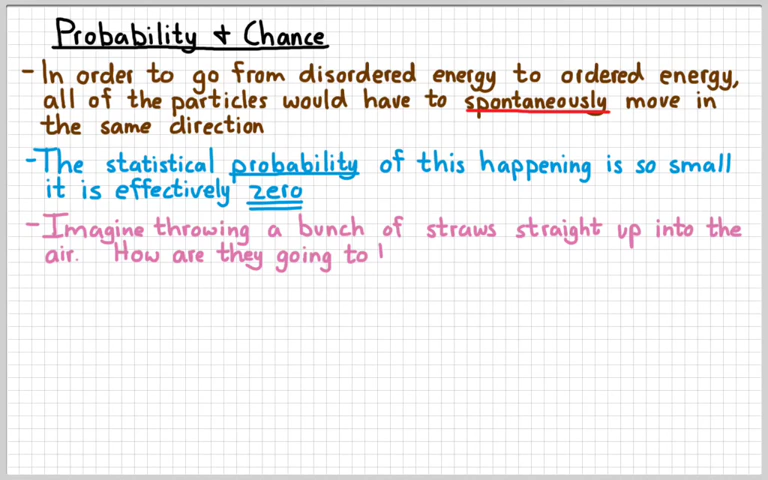 Probability & Chance
- In order to go from disordered energy to ordered energy,
all of the particles would have to spontaneously move in
the same direction
- The statistical probability of this happening is so small
it is effectively zero
- Imagine throwing a bunch of straws straight up into the
air. How are they going to l